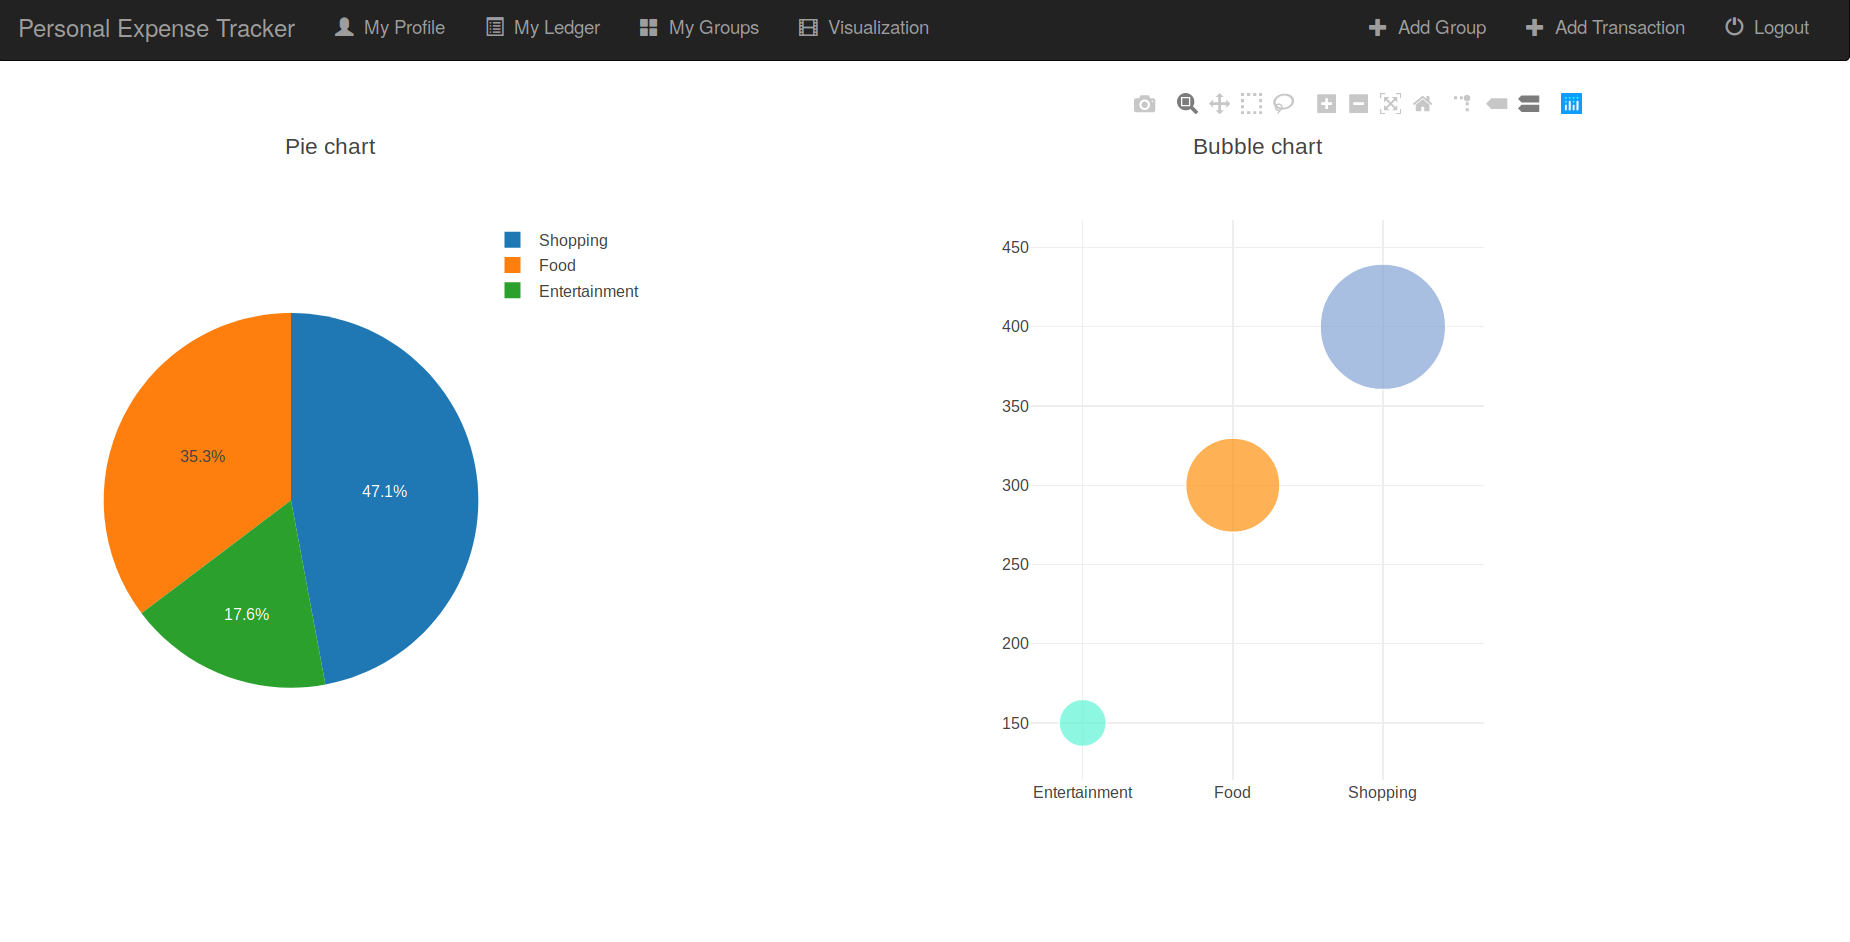 Personal Expense Tracker My Profile My Ledger My Groups Visualization Add Group Add Transaction Logout
Pie chart
Shopping
Food
Entertainment
35.3%
47.1%
17.6%
Bubble chart
450
400
350
300
250
200
150
Entertainment Food Shopping